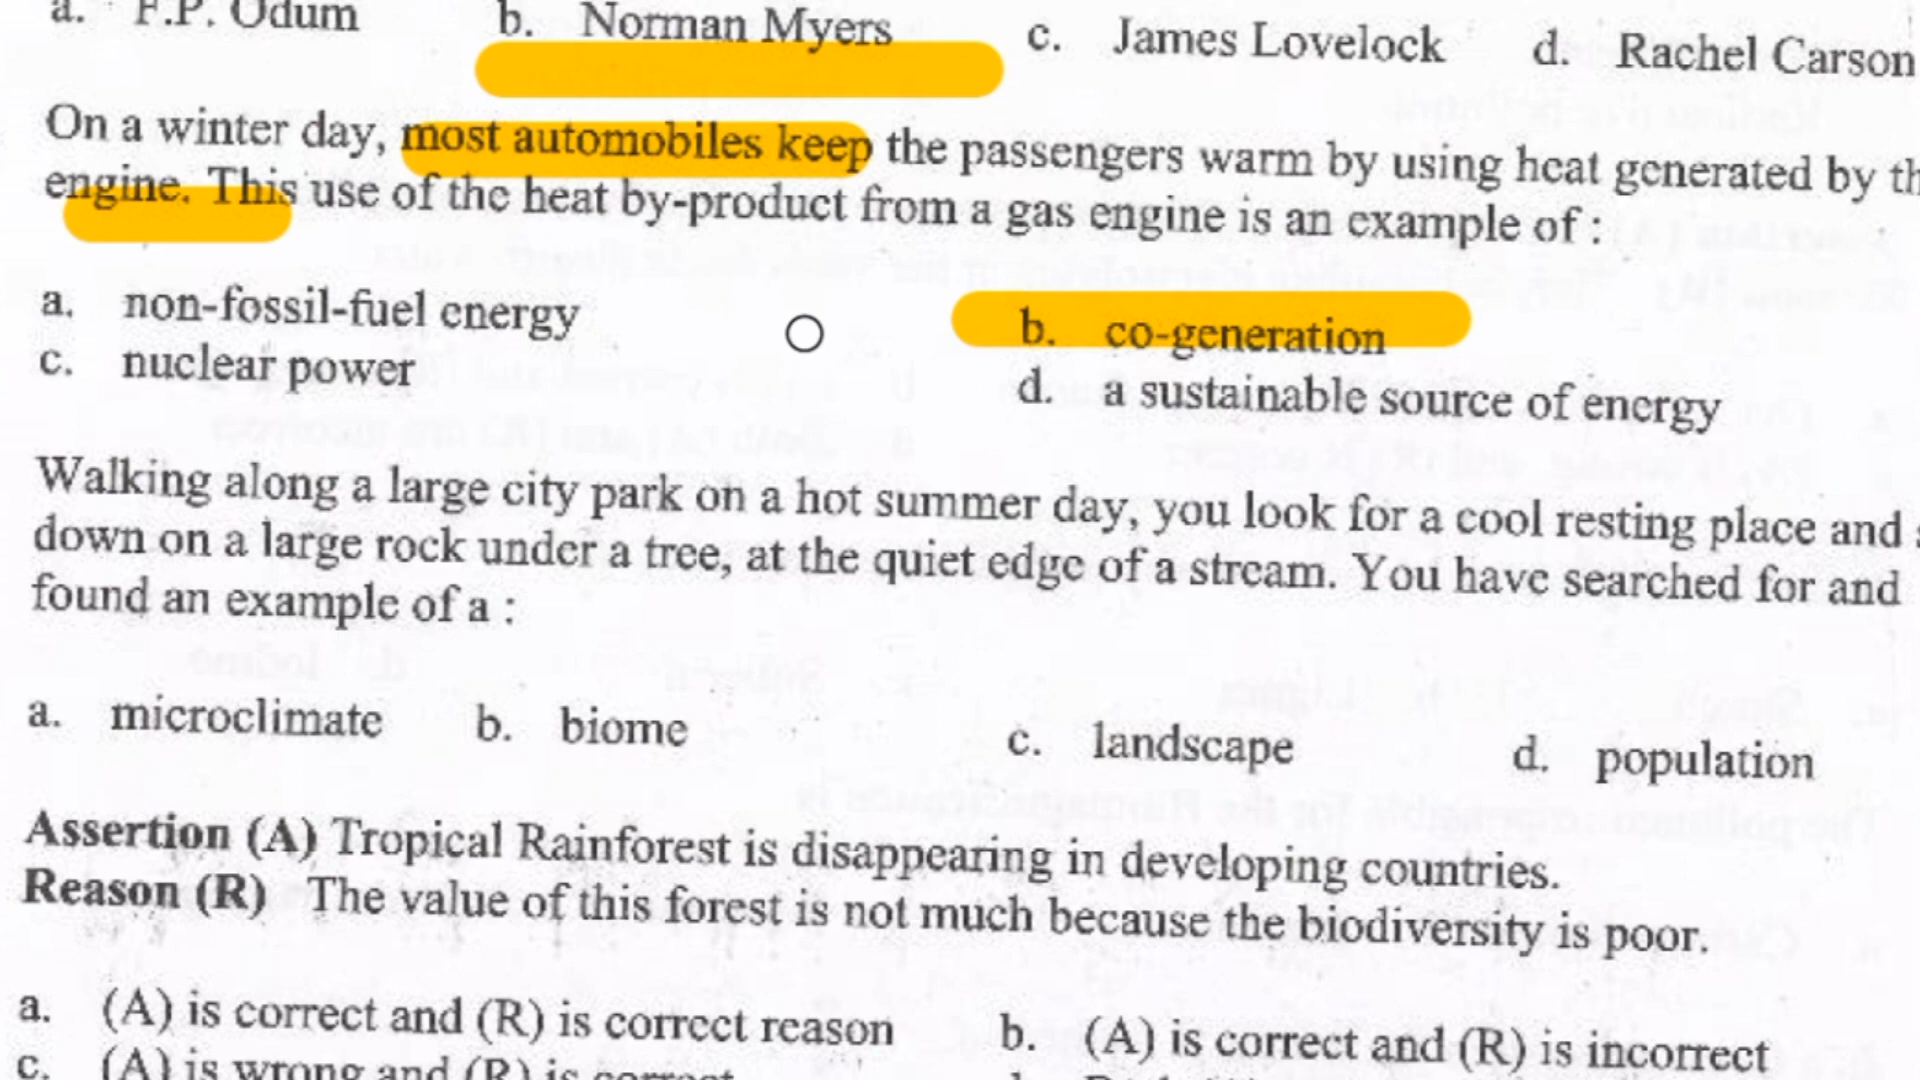 a. F.P. Odum b. Norman Myers c. James Lovelock d. Rachel Carson
On a winter day, most automobiles keep the passengers warm by using heat generated by th
engine. This use of the heat by-product from a gas engine is an example of :
a. non-fossil-fuel energy b. co-generation
c. nuclear power d. a sustainable source of energy
Walking along a large city park on a hot summer day, you look for a cool resting place and s
down on a large rock under a tree, at the quiet edge of a stream. You have searched for and
found an example of a :
a. microclimate b. biome c. landscape d. population
Assertion (A) Tropical Rainforest is disappearing in developing countries.
Reason (R) The value of this forest is not much because the biodiversity is poor.
a. (A) is correct and (R) is correct reason b. (A) is correct and (R) is incorrect
c. (A) is wrong and (R) is correct